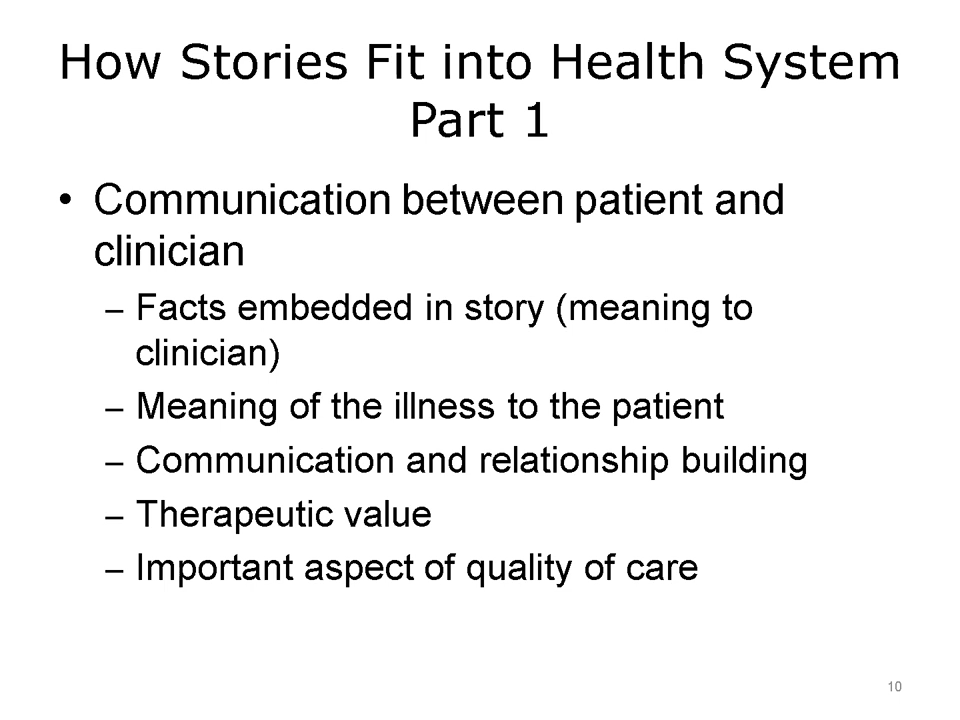 How Stories Fit into Health System
Part 1
• Communication between patient and
clinician
– Facts embedded in story (meaning to
clinician)
– Meaning of the illness to the patient
– Communication and relationship building
– Therapeutic value
– Important aspect of quality of care
10